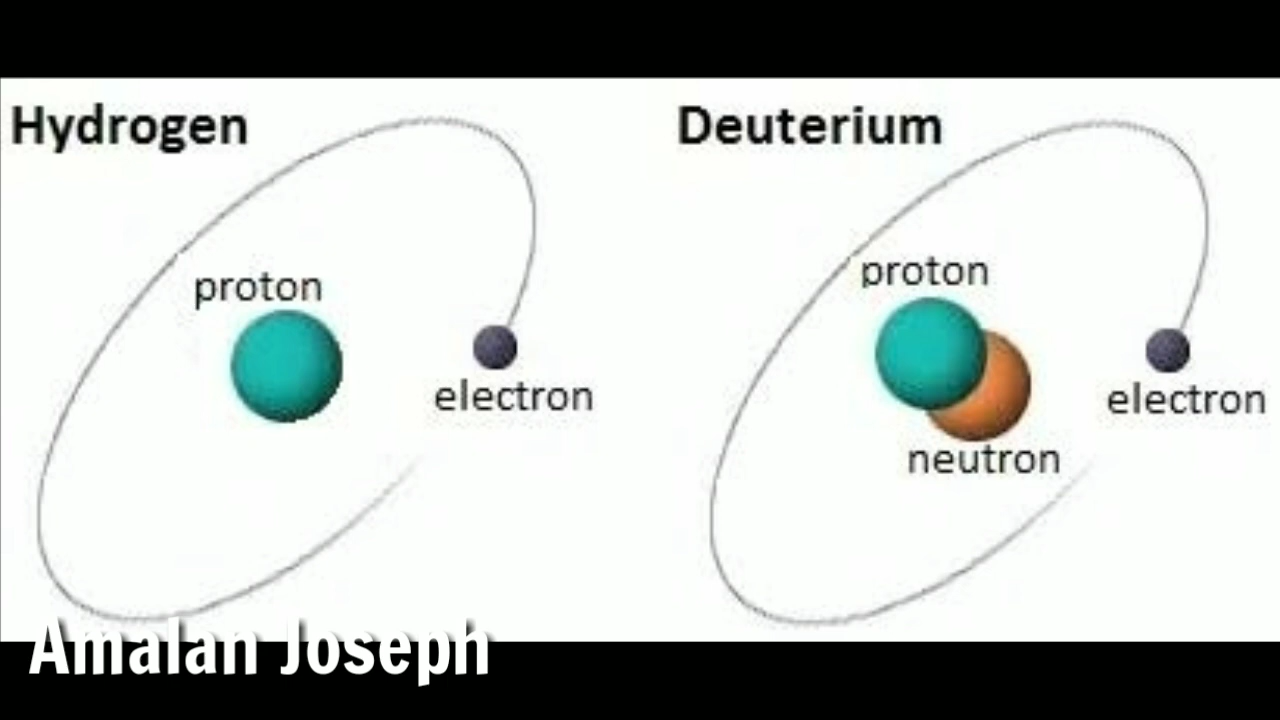 Hydrogen
proton
electron
Deuterium
proton
electron
neutron
Amalan Joseph